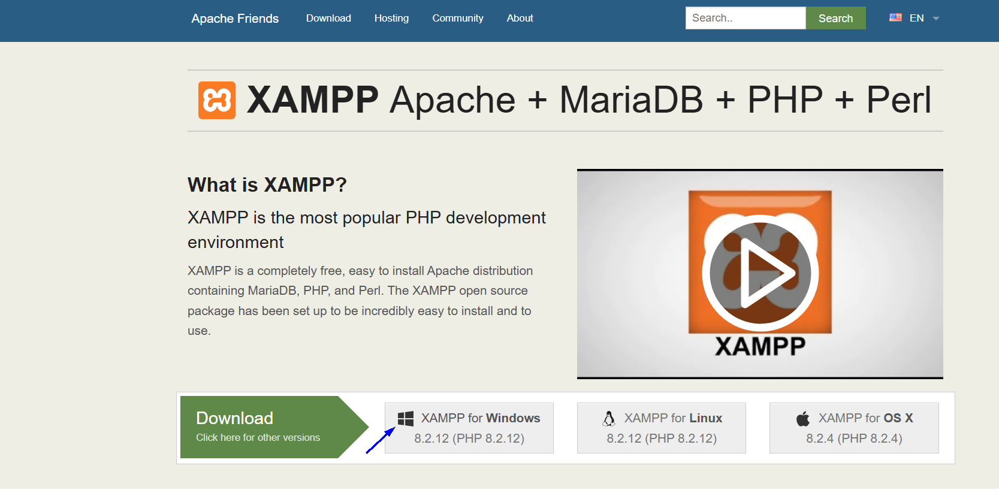 Apache Friends Download Hosting Community About Search.. Search EN
XAMPP Apache + MariaDB + PHP + Perl
What is XAMPP?
XAMPP is the most popular PHP development
environment
XAMPP is a completely free, easy to install Apache distribution
containing MariaDB, PHP, and Perl. The XAMPP open source
package has been set up to be incredibly easy to install and to
use.
XAMPP
Download
Click here for other versions
XAMPP for Windows
8.2.12 (PHP 8.2.12)
XAMPP for Linux
8.2.12 (PHP 8.2.12)
XAMPP for OS X
8.2.4 (PHP 8.2.4)